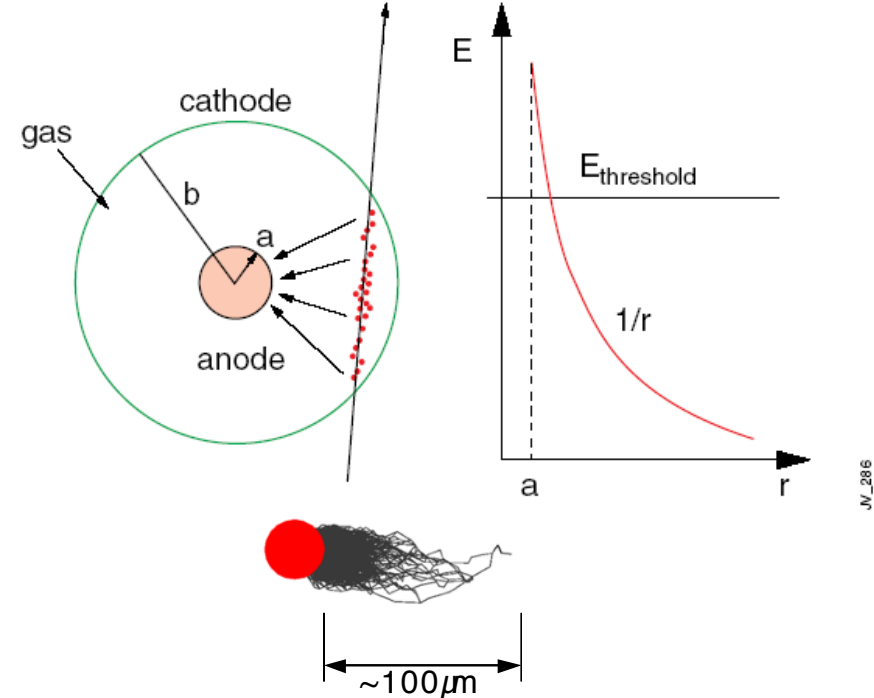 cathode
gas
b
a
anode
E
E_threshold
1/r
a
r
JV_286
~100μm